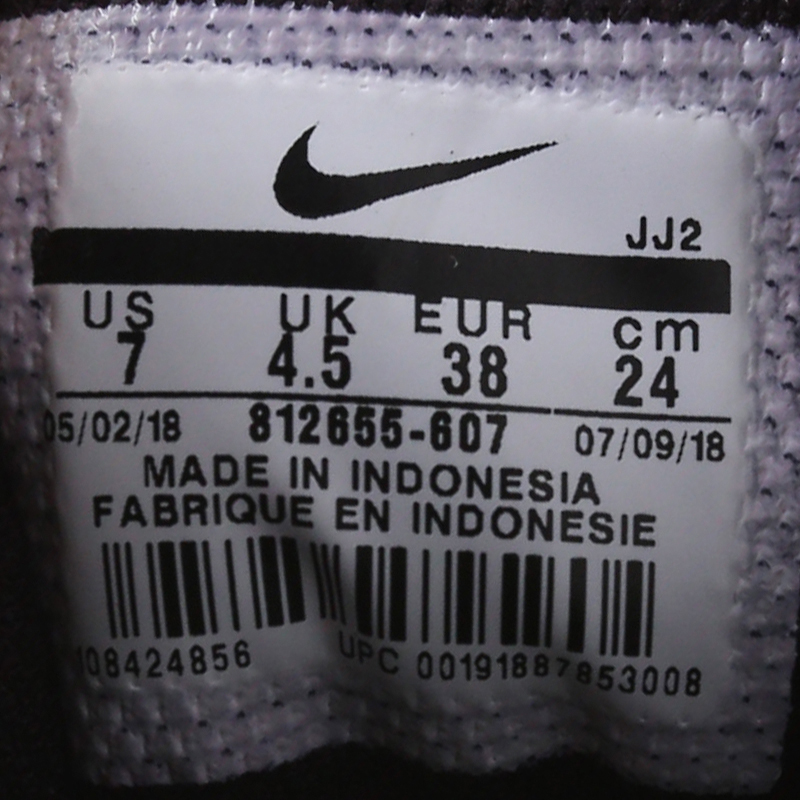 JJ2
US UK EUR cm
7 4.5 38 24
05/02/18 812655-607 07/09/18
MADE IN INDONESIA
FABRIQUE EN INDONESIE
108424856 UPC 00191887853008